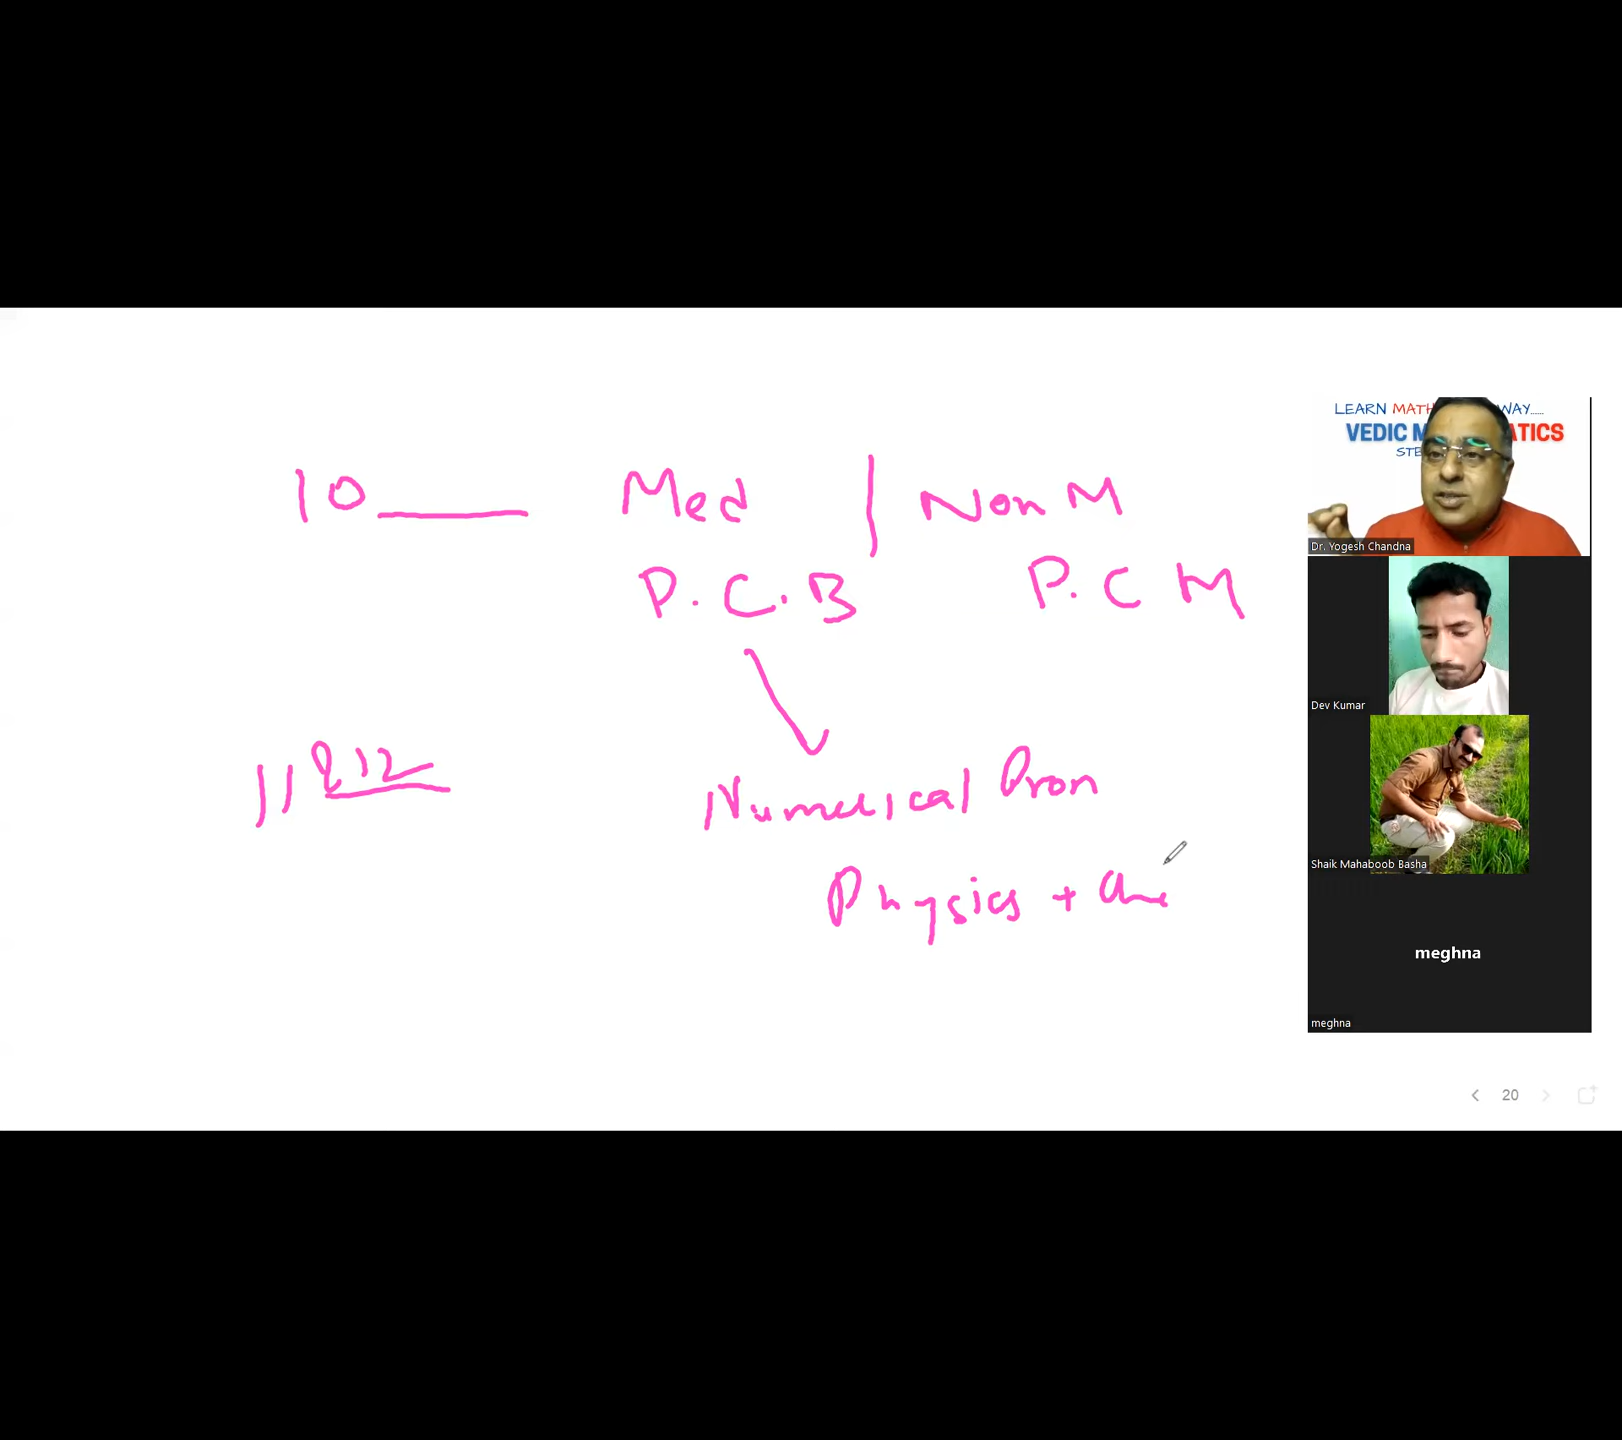 10 Med | Non M
P.C.B P.C M
11 & 12
Numerical Pron
Physics + Che
LEARN MATH WAY......
VEDIC M ATICS
STE
Dr. Yogesh Chandna
Dev Kumar
Shaik Mahaboob Basha
meghna
meghna
20